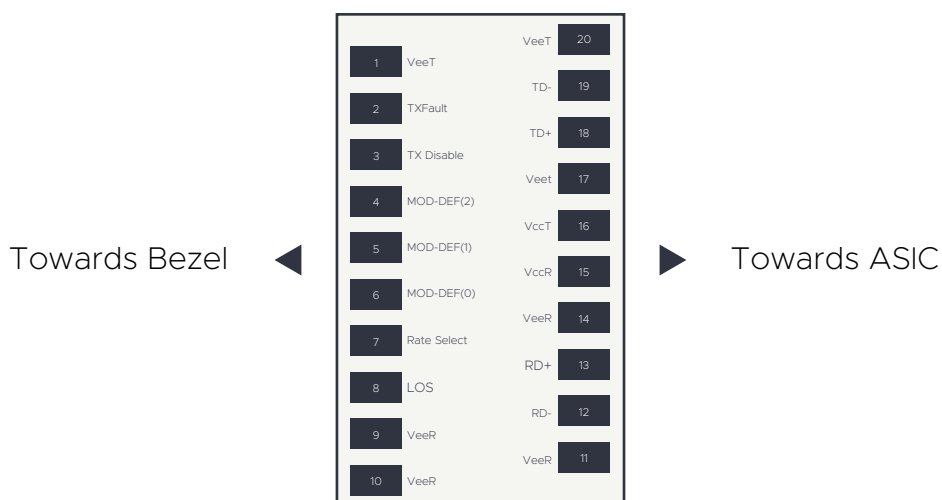 VeeT 20
1 VeeT
TD- 19
2 TXFault
TD+ 18
3 TX Disable
Veet 17
4 MOD-DEF(2)
VccT 16
5 MOD-DEF(1)
Towards Bezel
Towards ASIC
VccR 15
6 MOD-DEF(0)
VeeR 14
7 Rate Select
RD+ 13
8 LOS
RD- 12
9 VeeR
VeeR 11
10 VeeR